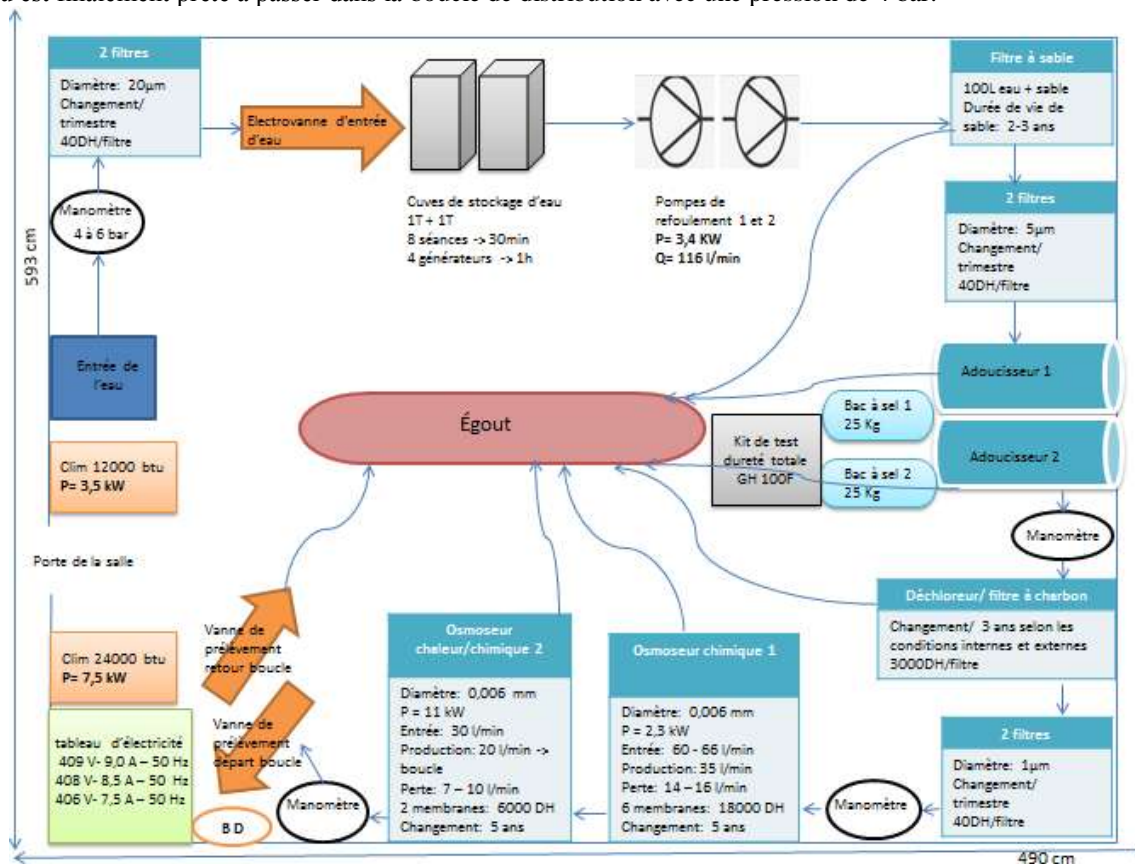 est finalement prête à passer dans la boucle de distribution avec une pression de 4 bar.
2 filtres
Diamètre: 20µm
Changement/
trimestre
40DH/filtre
Electrovanne d'entrée
d'eau
Cuves de stockage d'eau
1T + 1T
8 séances -> 30min
4 générateurs -> 1h
Pompes de
refoulement 1 et 2
P= 3,4 KW
Q= 116 l/min
Filtre à sable
100L eau + sable
Durée de vie de
sable: 2-3 ans
Manomètre
4 à 6 bar
2 filtres
Diamètre: 5µm
Changement/
trimestre
40DH/filtre
593 cm
Entrée de
l'eau
Adoucisseur 1
Bac à sel 1
25 Kg
Égout
Kit de test
dureté totale
GH 100F
Adoucisseur 2
Bac à sel 2
25 Kg
Clim 12000 btu
P= 3,5 kW
Manomètre
Porte de la salle
Déchloreur/ filtre à charbon
Changement/ 3 ans selon les
conditions internes et externes
3000DH/filtre
Clim 24000 btu
P= 7,5 kW
Vanne de
prélèvement
retour boucle
Osmoseur
chaleur/chimique 2
Diamètre: 0,006 mm
P = 11 kW
Entrée: 30 l/min
Production: 20 l/min ->
boucle
Perte: 7 – 10 l/min
2 membranes: 6000 DH
Changement: 5 ans
Osmoseur chimique 1
Diamètre: 0,006 mm
P = 2,3 kW
Entrée: 60 - 66 l/min
Production: 35 l/min
Perte: 14 – 16 l/min
6 membranes: 18000 DH
Changement: 5 ans
2 filtres
Diamètre: 1µm
Changement/
trimestre
40DH/filtre
tableau d'électricité
409 V- 9,0 A – 50 Hz
408 V- 8,5 A – 50 Hz
406 V- 7,5 A – 50 Hz
Vanne de
prélèvement
départ boucle
B D
Manomètre
Manomètre
490 cm